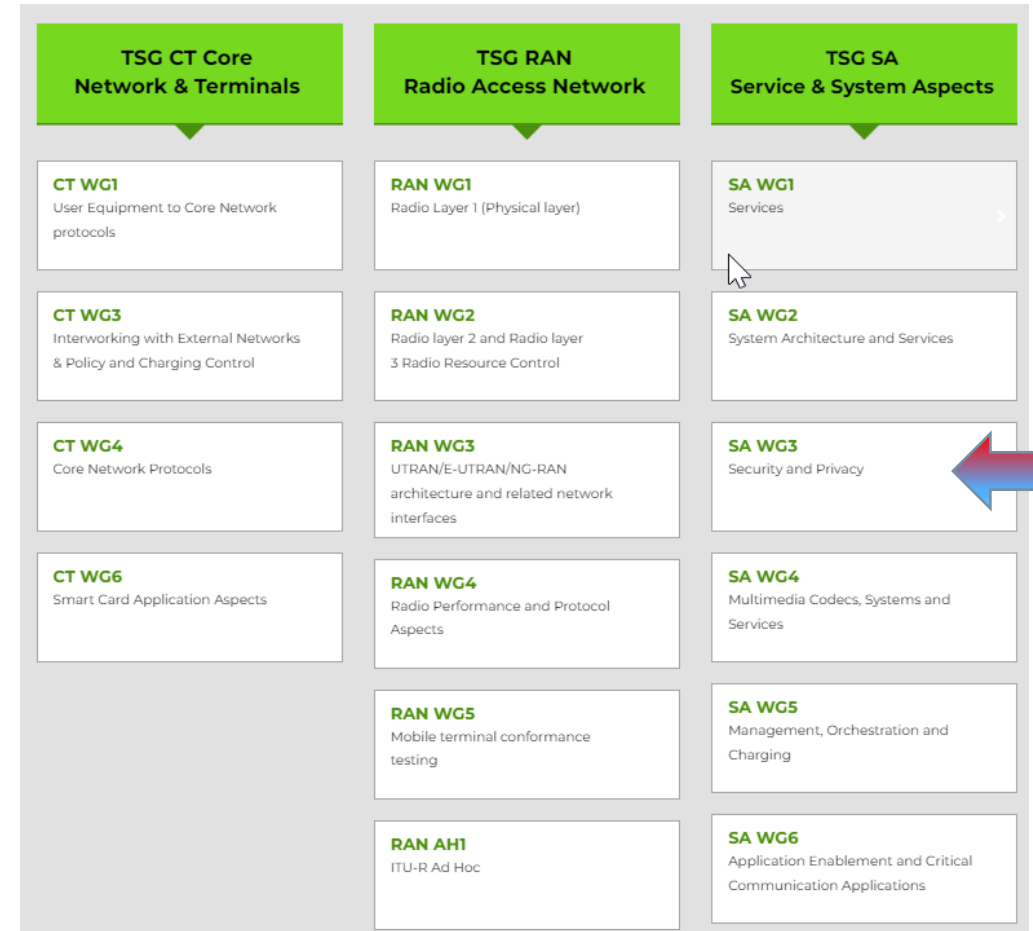 TSG CT Core
Network & Terminals
CT WG1
User Equipment to Core Network
protocols
CT WG3
Interworking with External Networks
& Policy and Charging Control
CT WG4
Core Network Protocols
CT WG6
Smart Card Application Aspects
TSG RAN
Radio Access Network
RAN WG1
Radio Layer 1 (Physical layer)
RAN WG2
Radio layer 2 and Radio layer
3 Radio Resource Control
RAN WG3
UTRAN/E-UTRAN/NG-RAN
architecture and related network
interfaces
RAN WG4
Radio Performance and Protocol
Aspects
RAN WG5
Mobile terminal conformance
testing
RAN AH1
ITU-R Ad Hoc
TSG SA
Service & System Aspects
SA WG1
Services
SA WG2
System Architecture and Services
SA WG3
Security and Privacy
SA WG4
Multimedia Codecs, Systems and
Services
SA WG5
Management, Orchestration and
Charging
SA WG6
Application Enablement and Critical
Communication Applications